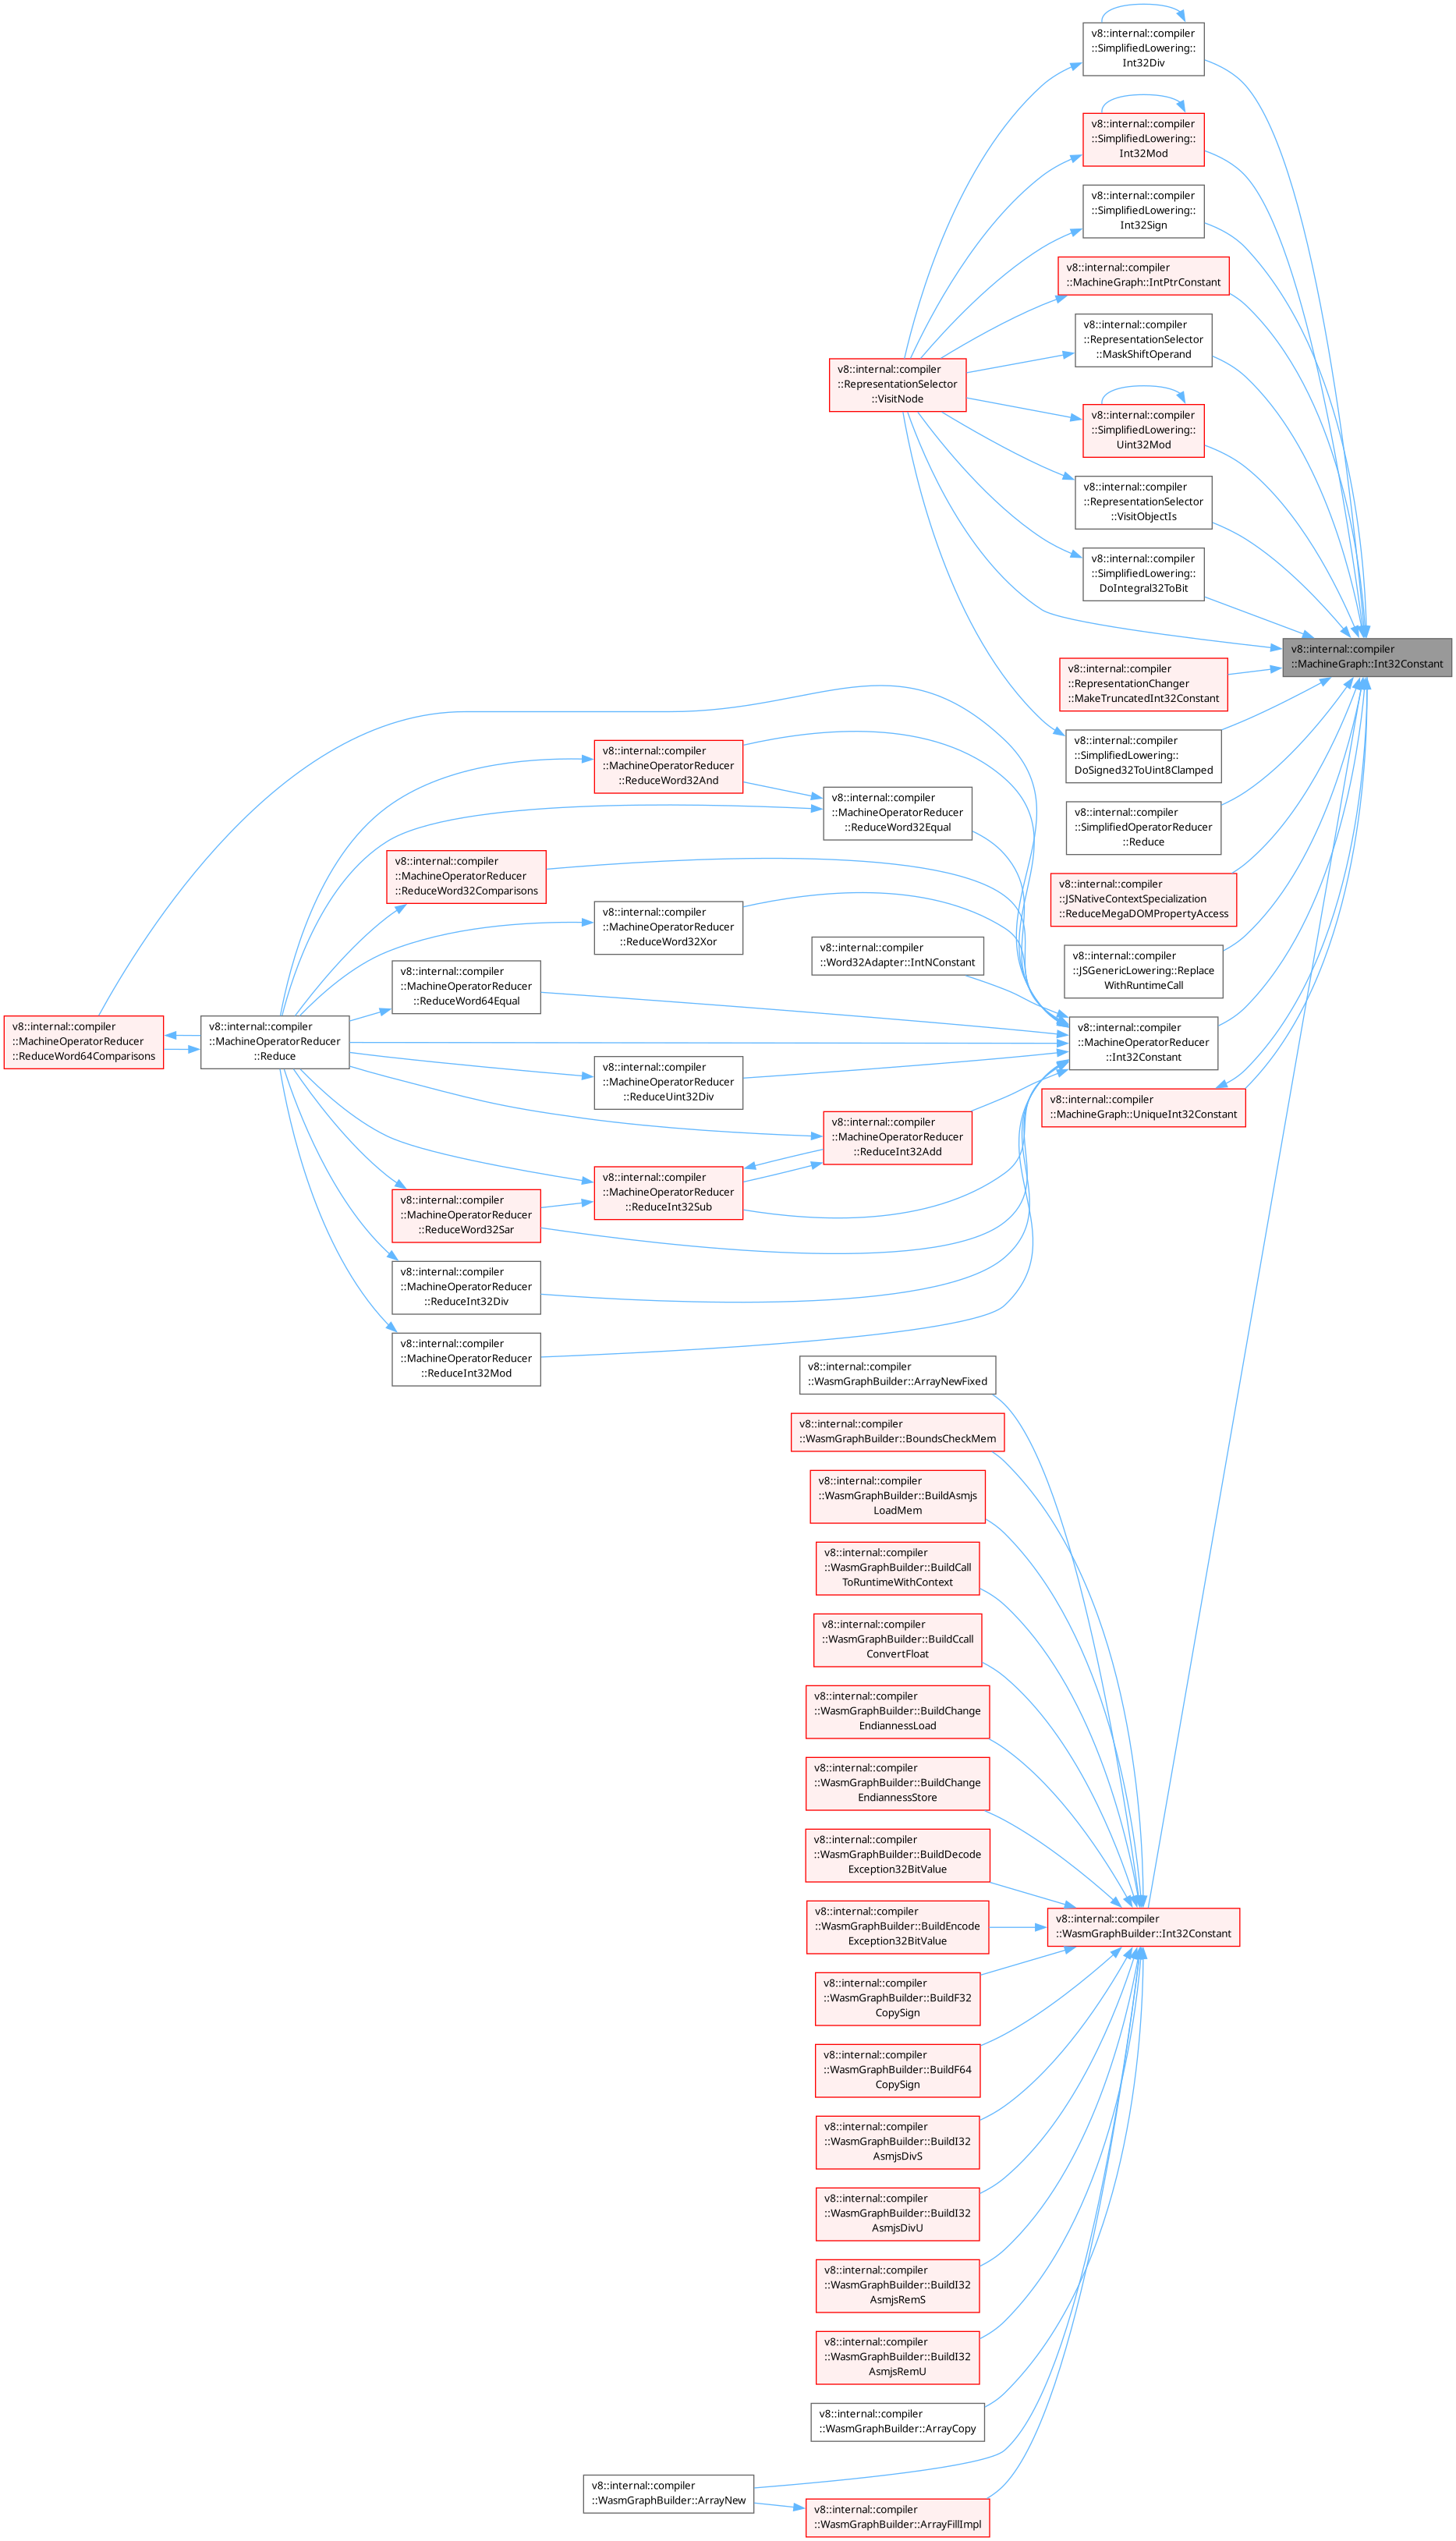 v8::internal::compiler
::SimplifiedLowering::
Int32Div
v8::internal::compiler
::SimplifiedLowering::
Int32Mod
v8::internal::compiler
::SimplifiedLowering::
Int32Sign
v8::internal::compiler
::MachineGraph::IntPtrConstant
v8::internal::compiler
::RepresentationSelector
::MaskShiftOperand
v8::internal::compiler
::RepresentationSelector
::VisitNode
v8::internal::compiler
::SimplifiedLowering::
Uint32Mod
v8::internal::compiler
::RepresentationSelector
::VisitObjectIs
v8::internal::compiler
::SimplifiedLowering::
DoIntegral32ToBit
v8::internal::compiler
::MachineGraph::Int32Constant
v8::internal::compiler
::RepresentationChanger
::MakeTruncatedInt32Constant
v8::internal::compiler
::SimplifiedLowering::
DoSigned32ToUint8Clamped
v8::internal::compiler
::MachineOperatorReducer
::ReduceWord32And
v8::internal::compiler
::MachineOperatorReducer
::ReduceWord32Equal
v8::internal::compiler
::SimplifiedOperatorReducer
::Reduce
v8::internal::compiler
::MachineOperatorReducer
::ReduceWord32Comparisons
v8::internal::compiler
::JSNativeContextSpecialization
::ReduceMegaDOMPropertyAccess
v8::internal::compiler
::MachineOperatorReducer
::ReduceWord32Xor
v8::internal::compiler
::Word32Adapter::IntNConstant
v8::internal::compiler
::JSGenericLowering::Replace
WithRuntimeCall
v8::internal::compiler
::MachineOperatorReducer
::ReduceWord64Equal
v8::internal::compiler
::MachineOperatorReducer
::ReduceWord64Comparisons
v8::internal::compiler
::MachineOperatorReducer
::Reduce
v8::internal::compiler
::MachineOperatorReducer
::Int32Constant
v8::internal::compiler
::MachineOperatorReducer
::ReduceUint32Div
v8::internal::compiler
::MachineGraph::UniqueInt32Constant
v8::internal::compiler
::MachineOperatorReducer
::ReduceInt32Add
v8::internal::compiler
::MachineOperatorReducer
::ReduceInt32Sub
v8::internal::compiler
::MachineOperatorReducer
::ReduceWord32Sar
v8::internal::compiler
::MachineOperatorReducer
::ReduceInt32Div
v8::internal::compiler
::MachineOperatorReducer
::ReduceInt32Mod
v8::internal::compiler
::WasmGraphBuilder::ArrayNewFixed
v8::internal::compiler
::WasmGraphBuilder::BoundsCheckMem
v8::internal::compiler
::WasmGraphBuilder::BuildAsmjs
LoadMem
v8::internal::compiler
::WasmGraphBuilder::BuildCall
ToRuntimeWithContext
v8::internal::compiler
::WasmGraphBuilder::BuildCcall
ConvertFloat
v8::internal::compiler
::WasmGraphBuilder::BuildChange
EndiannessLoad
v8::internal::compiler
::WasmGraphBuilder::BuildChange
EndiannessStore
v8::internal::compiler
::WasmGraphBuilder::BuildDecode
Exception32BitValue
v8::internal::compiler
::WasmGraphBuilder::BuildEncode
Exception32BitValue
v8::internal::compiler
::WasmGraphBuilder::Int32Constant
v8::internal::compiler
::WasmGraphBuilder::BuildF32
CopySign
v8::internal::compiler
::WasmGraphBuilder::BuildF64
CopySign
v8::internal::compiler
::WasmGraphBuilder::BuildI32
AsmjsDivS
v8::internal::compiler
::WasmGraphBuilder::BuildI32
AsmjsDivU
v8::internal::compiler
::WasmGraphBuilder::BuildI32
AsmjsRemS
v8::internal::compiler
::WasmGraphBuilder::BuildI32
AsmjsRemU
v8::internal::compiler
::WasmGraphBuilder::ArrayCopy
v8::internal::compiler
::WasmGraphBuilder::ArrayNew
v8::internal::compiler
::WasmGraphBuilder::ArrayFillImpl